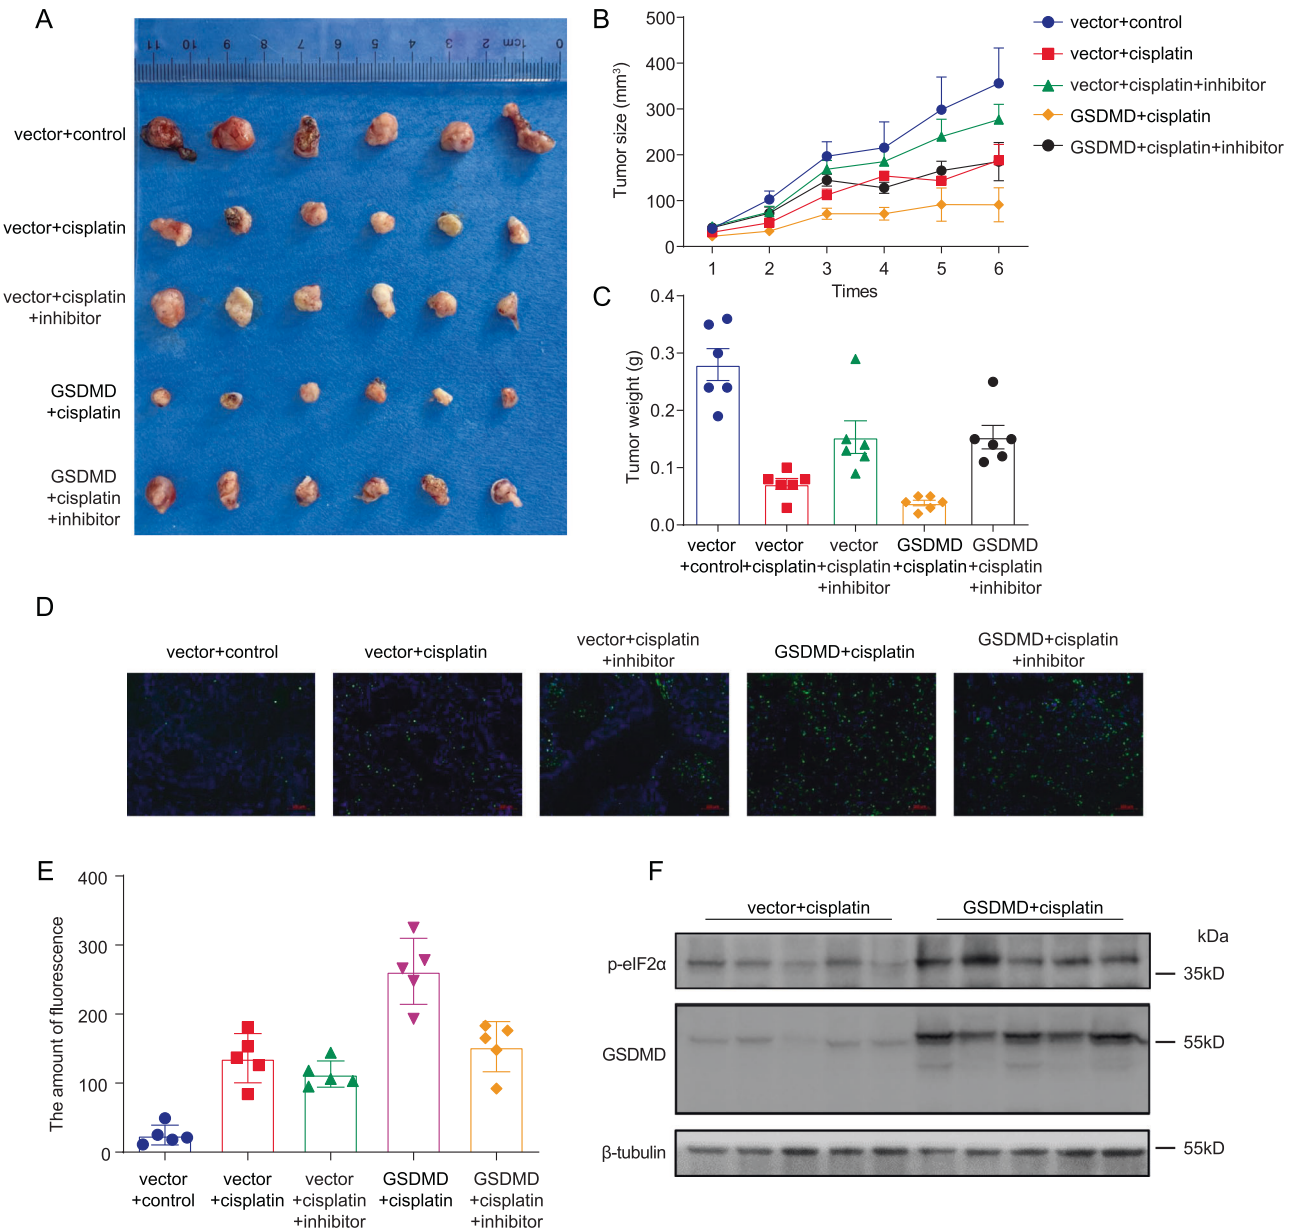 A
11 10 9 8 7 6 5 4 3 2 1cm 0
vector+control
vector+cisplatin
vector+cisplatin
+inhibitor
GSDMD
+cisplatin
GSDMD
+cisplatin
+inhibitor
B
Tumor size (mm³)
500
400
300
200
100
0
1 2 3 4 5 6
Times
vector+control
vector+cisplatin
vector+cisplatin+inhibitor
GSDMD+cisplatin
GSDMD+cisplatin+inhibitor
C
Tumor weight (g)
0.4
0.3
0.2
0.1
0.0
vector
+control
vector
+cisplatin
vector
+cisplatin
+inhibitor
GSDMD
+cisplatin
GSDMD
+cisplatin
+inhibitor
D
vector+control
vector+cisplatin
vector+cisplatin
+inhibitor
GSDMD+cisplatin
GSDMD+cisplatin
+inhibitor
E
The amount of fluorescence
400
300
200
100
0
vector
+control
vector
+cisplatin
vector
+cisplatin
+inhibitor
GSDMD
+cisplatin
GSDMD
+cisplatin
+inhibitor
F
vector+cisplatin
GSDMD+cisplatin
kDa
p-eIF2α
35kD
GSDMD
55kD
β-tubulin
55kD